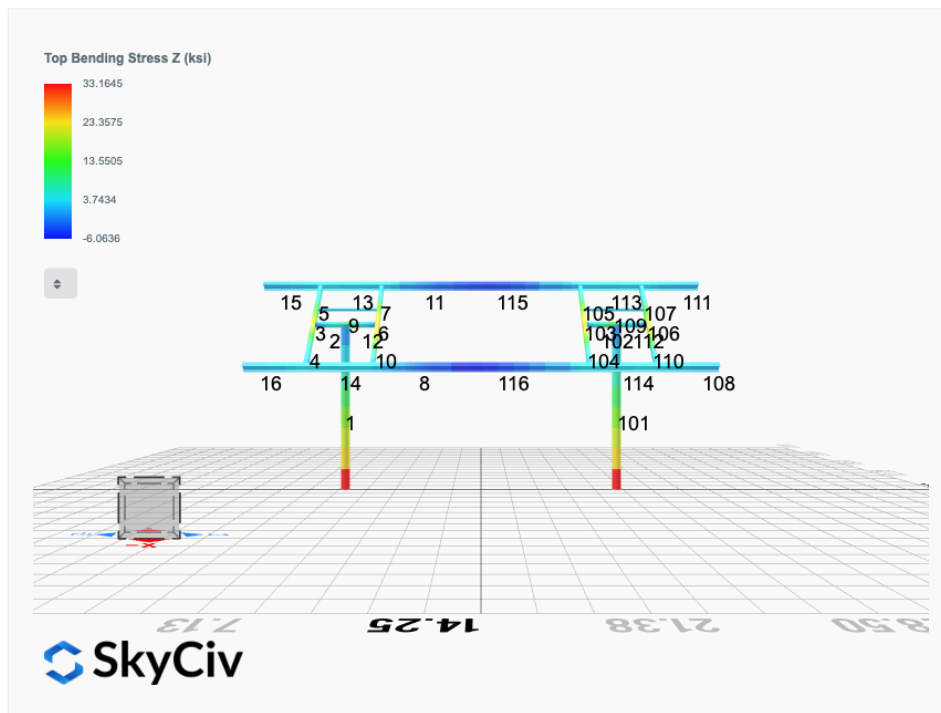 Top Bending Stress Z (ksi)
33.1645
23.3575
13.5505
3.7434
-6.0636
15 13 11 115 113 111
5 7 105 107
3 9 6 103 109 106
2 12 102 112
4 10 104 110
16 14 8 116 114 108
1 101
-X
7.13 14.25 21.38 28.50
SkyCiv